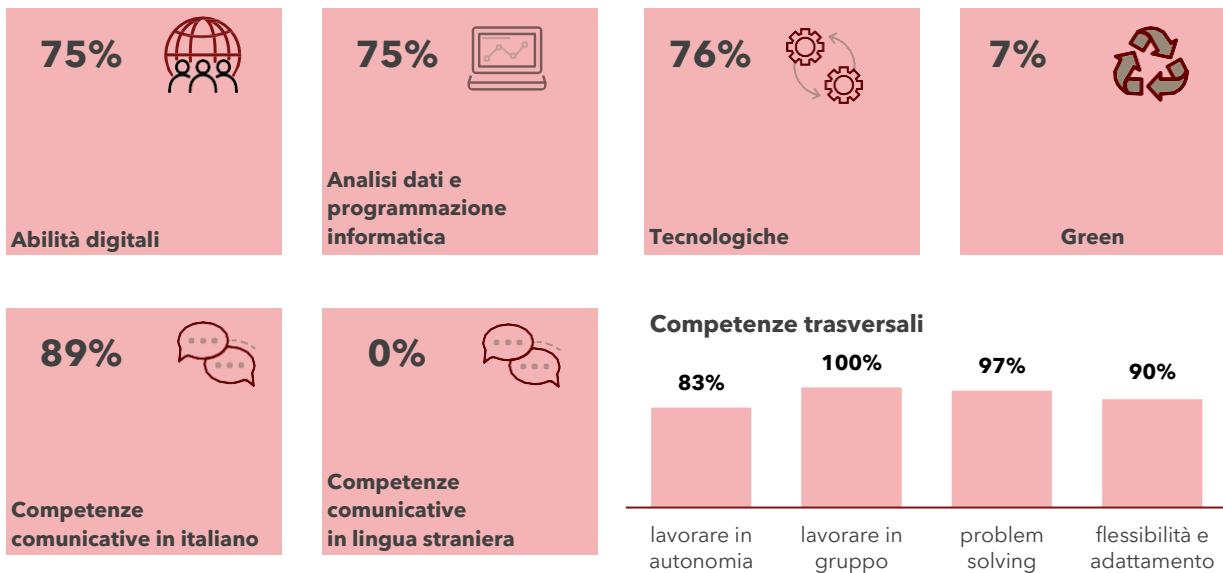 75%
Abilità digitali
75%
Analisi dati e
programmazione
informatica
76%
Tecnologiche
7%
Green
89%
Competenze
comunicative in italiano
0%
Competenze
comunicative
in lingua straniera
Competenze trasversali
83%
100%
97%
90%
lavorare in
autonomia
lavorare in
gruppo
problem
solving
flessibilità e
adattamento